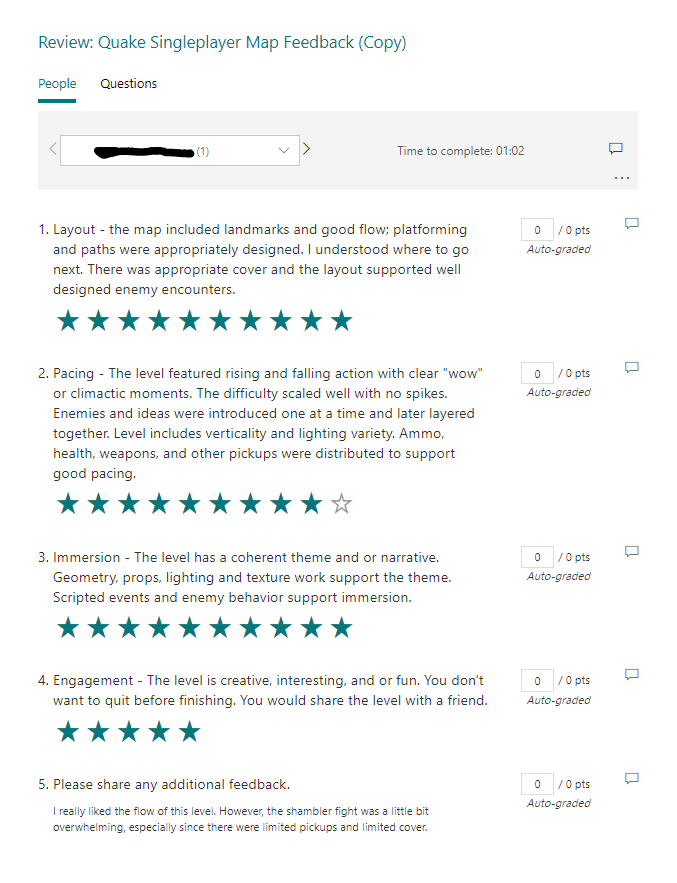 Review: Quake Singleplayer Map Feedback (Copy)
People Questions
(1)
Time to complete: 01:02
1. Layout - the map included landmarks and good flow; platforming
and paths were appropriately designed. I understood where to go
next. There was appropriate cover and the layout supported well
designed enemy encounters.
0 / 0 pts
Auto-graded
2. Pacing - The level featured rising and falling action with clear "wow"
or climactic moments. The difficulty scaled well with no spikes.
Enemies and ideas were introduced one at a time and later layered
together. Level includes verticality and lighting variety. Ammo,
health, weapons, and other pickups were distributed to support
good pacing.
0 / 0 pts
Auto-graded
3. Immersion - The level has a coherent theme and or narrative.
Geometry, props, lighting and texture work support the theme.
Scripted events and enemy behavior support immersion.
0 / 0 pts
Auto-graded
4. Engagement - The level is creative, interesting, and or fun. You don't
want to quit before finishing. You would share the level with a friend.
0 / 0 pts
Auto-graded
5. Please share any additional feedback.
0 / 0 pts
Auto-graded
I really liked the flow of this level. However, the shambler fight was a little bit
overwhelming, especially since there were limited pickups and limited cover.